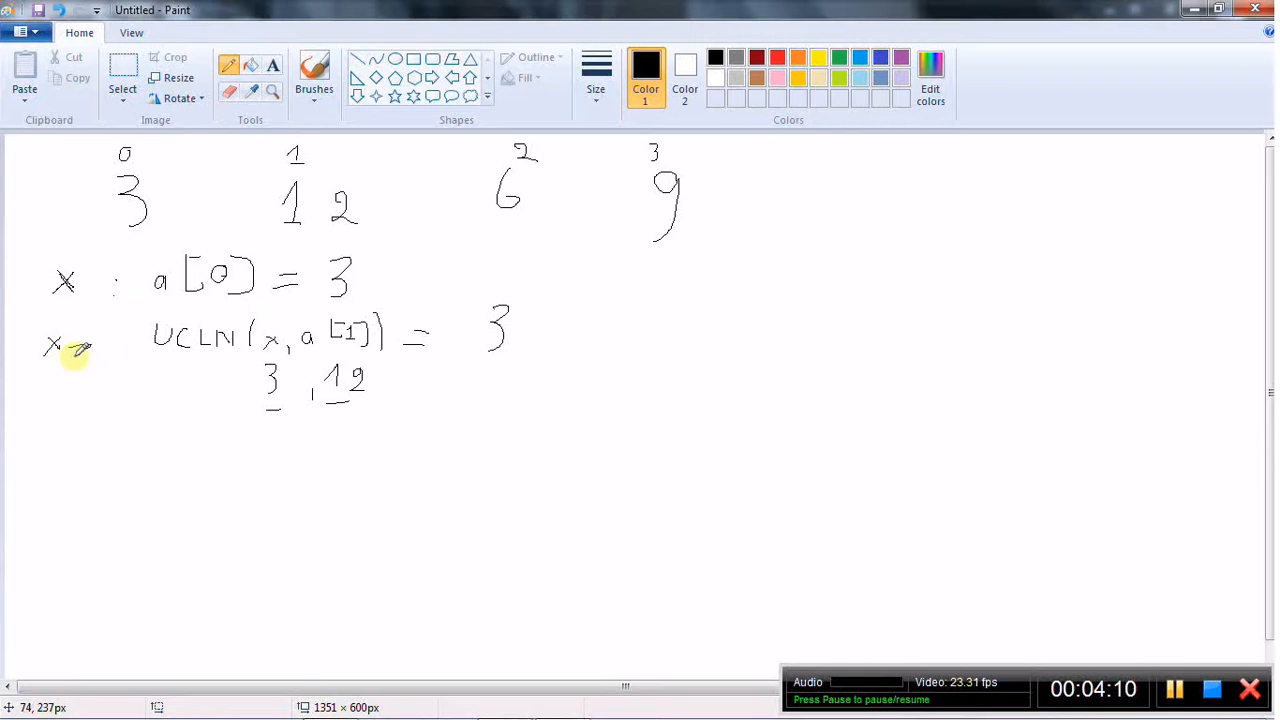 Untitled - Paint
Home View
Paste
Cut
Copy
Clipboard
Select
Crop
Resize
Rotate
Image
A
Tools
Brushes
Outline
Fill
Shapes
Size
Color 1
Color 2
Edit colors
Colors
0 1 2 3
3 12 6 9
x : a[0] = 3
x = UCLN(x, a[1]) = 3
3 , 12
Audio
Video: 23.31 fps
Press Pause to pause/resume
00:04:10
74, 237px
1351 × 600px